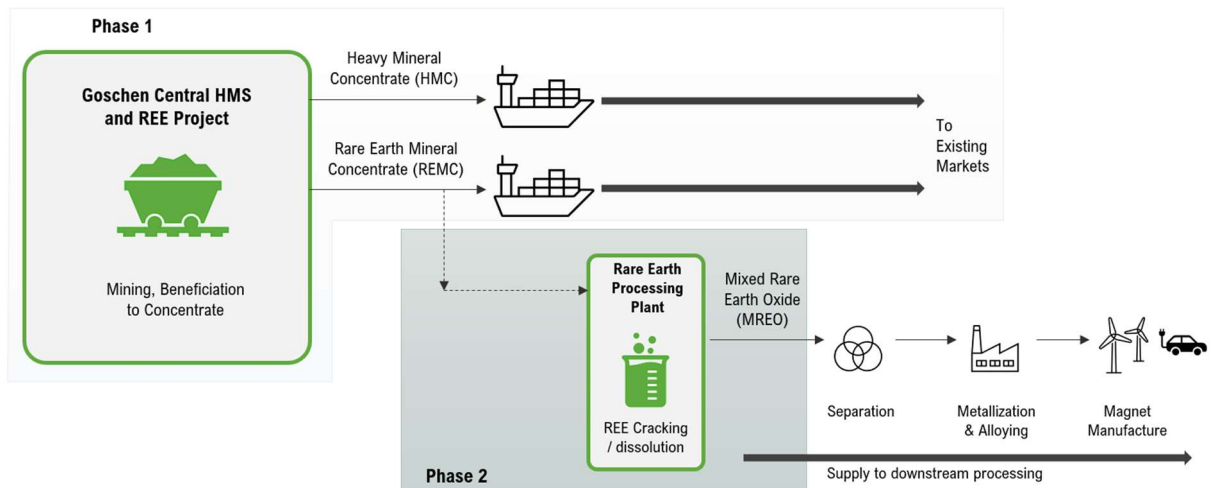 Phase 1
Goschen Central HMS
and REE Project
Mining, Beneficiation
to Concentrate
Heavy Mineral
Concentrate (HMC)
Rare Earth Mineral
Concentrate (REMC)
To
Existing
Markets
Phase 2
Rare Earth
Processing
Plant
REE Cracking
/ dissolution
Mixed Rare
Earth Oxide
(MREO)
Separation
Metallization
& Alloying
Magnet
Manufacture
Supply to downstream processing